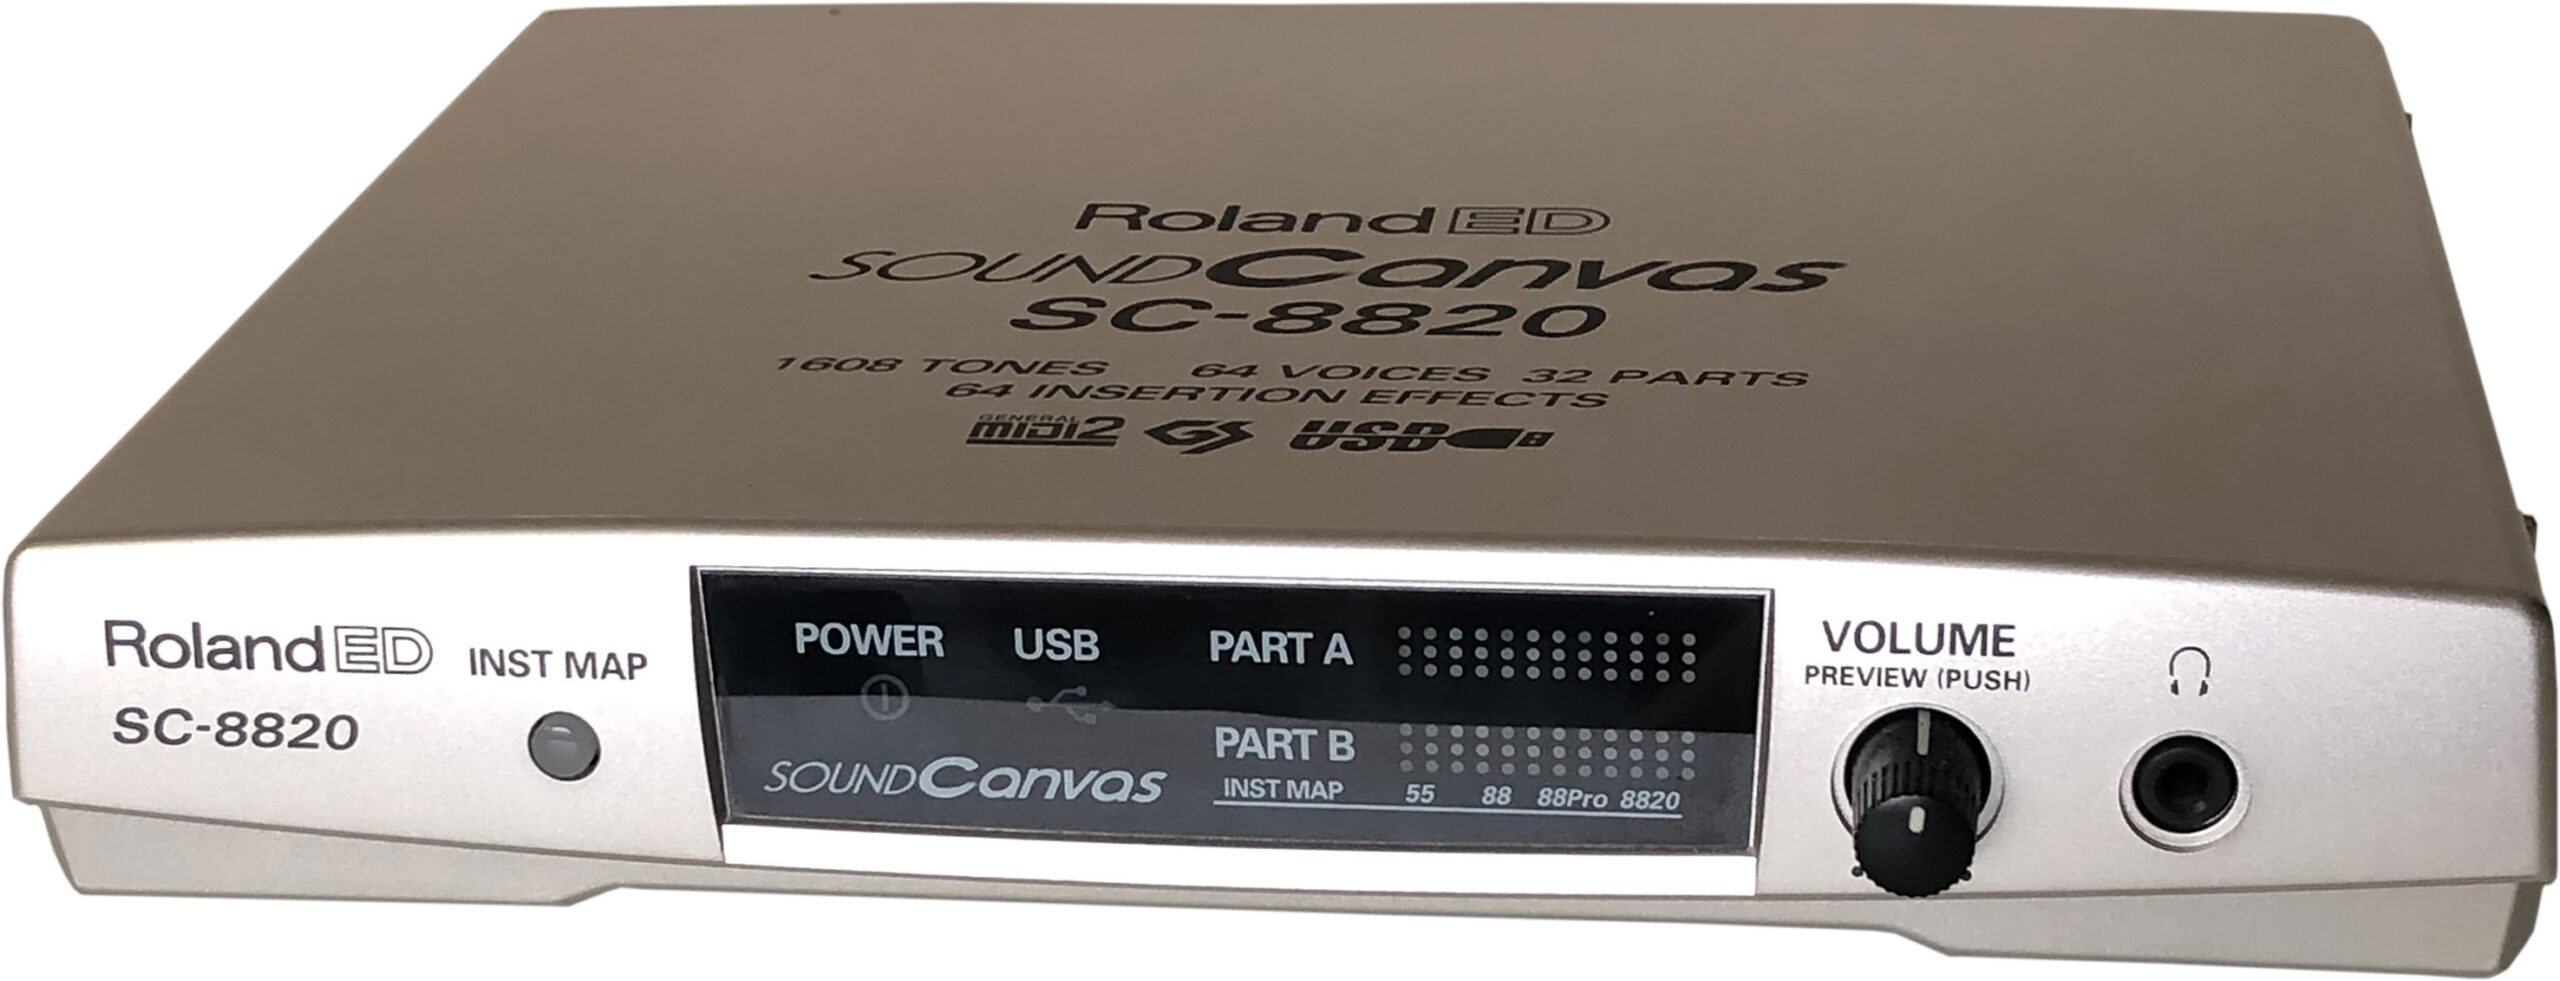 Roland ED
SOUND Canvas
SC-8820
1608 TONES 64 VOICES 32 PARTS
64 INSERTION EFFECTS
GENERAL MIDI2 GS USB
Roland ED
SC-8820
INST MAP
POWER USB
SOUND Canvas
PART A
PART B
INST MAP 55 88 88Pro 8820
VOLUME
PREVIEW (PUSH)